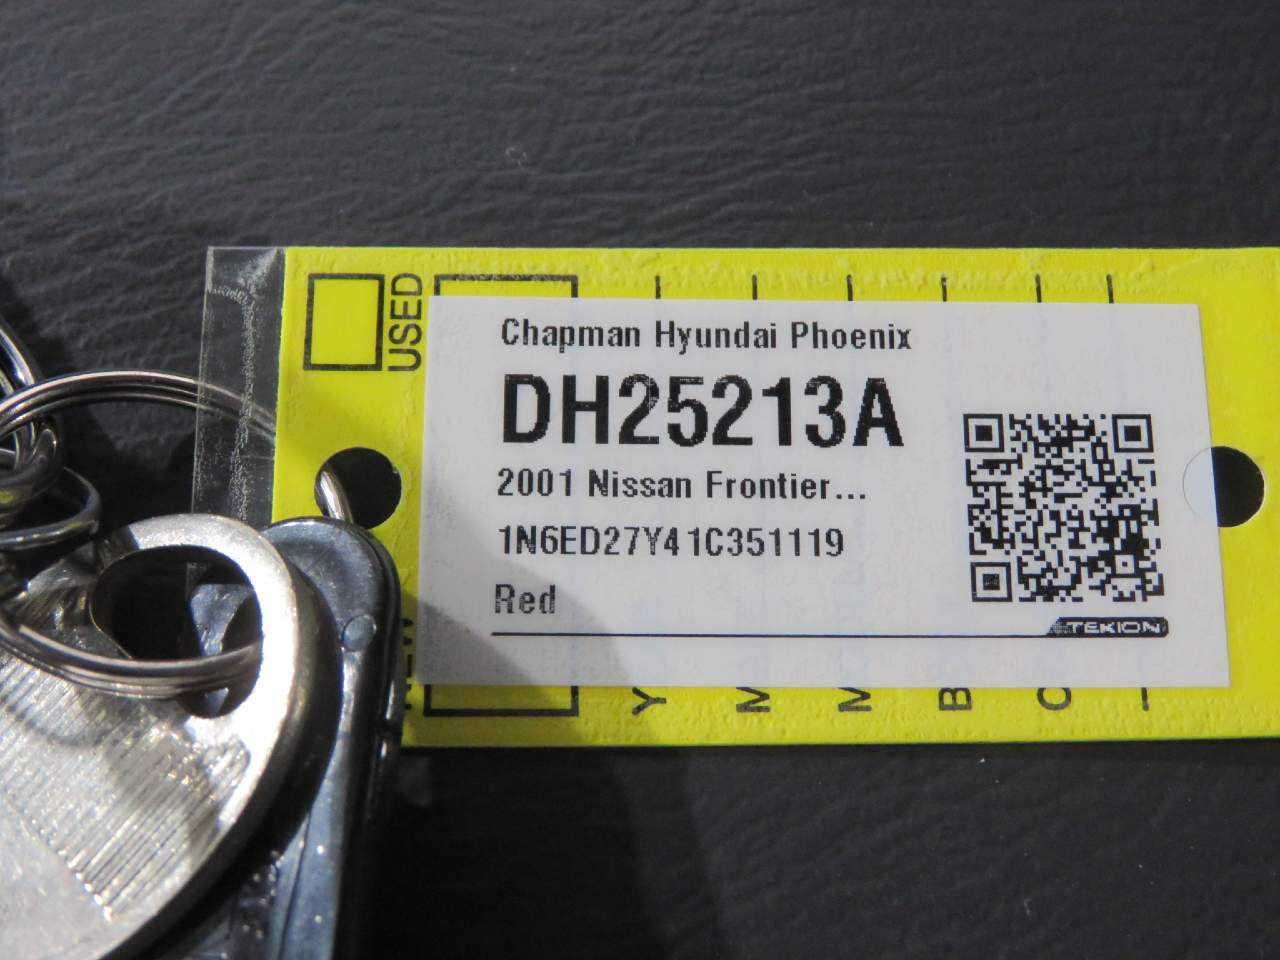 USED
Chapman Hyundai Phoenix
DH25213A
2001 Nissan Frontier...
1N6ED27Y41C351119
Red
TEKION
Y
M
M
B
C